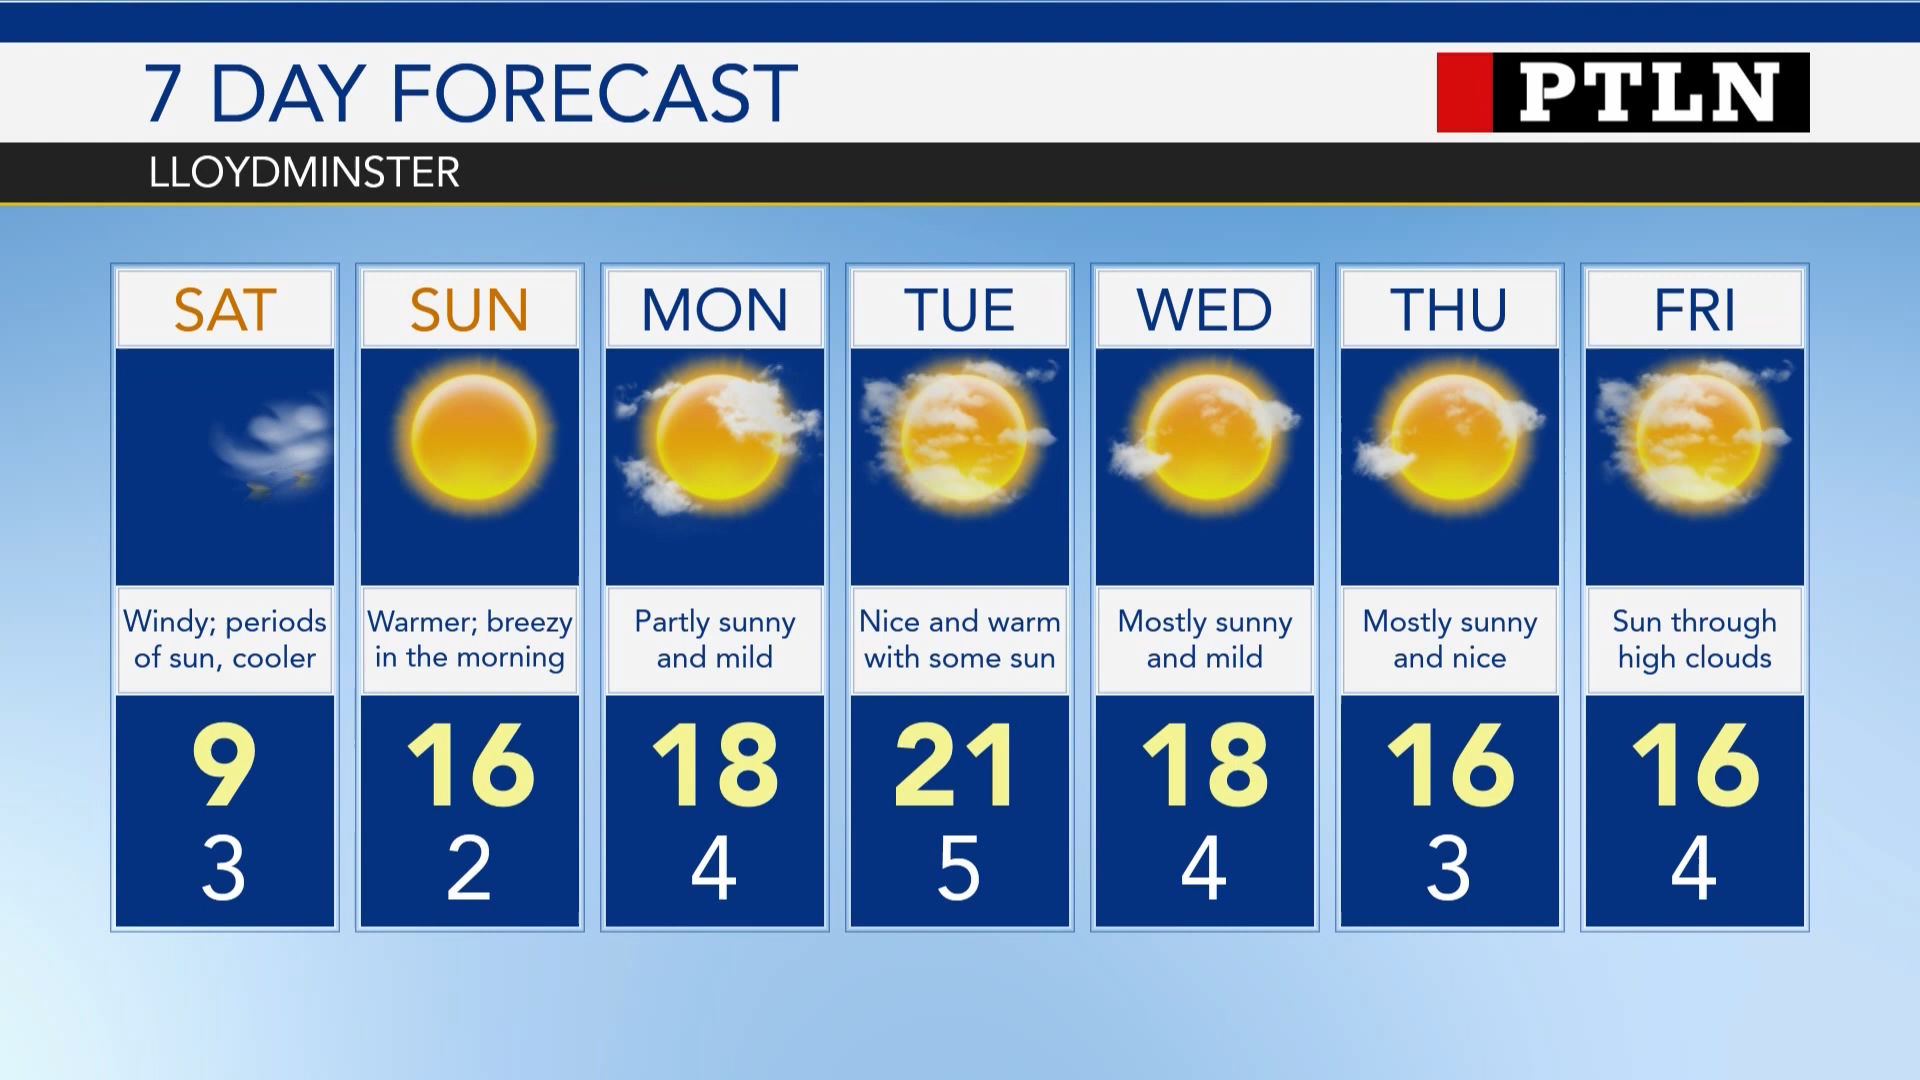 7 DAY FORECAST
PTLN
LLOYDMINSTER
SAT
Windy; periods
of sun, cooler
9
3
SUN
Warmer; breezy
in the morning
16
2
MON
Partly sunny
and mild
18
4
TUE
Nice and warm
with some sun
21
5
WED
Mostly sunny
and mild
18
4
THU
Mostly sunny
and nice
16
3
FRI
Sun through
high clouds
16
4